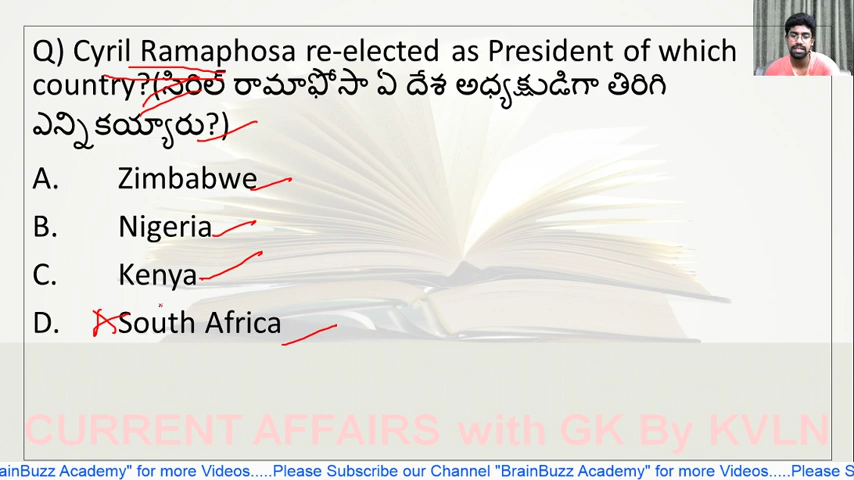 Q) Cyril Ramaphosa re-elected as President of which
country?(సిరిల్ రామాఫోసా ఏ దేశ అధ్యక్షుడిగా తిరిగి
ఎన్నికయ్యారు?)
A. Zimbabwe
B. Nigeria
C. Kenya
D. South Africa
CURRENT AFFAIRS with GK By KVLN
ainBuzz Academy" for more Videos.....Please Subscribe our Channel "BrainBuzz Academy" for more Videos.....Please S